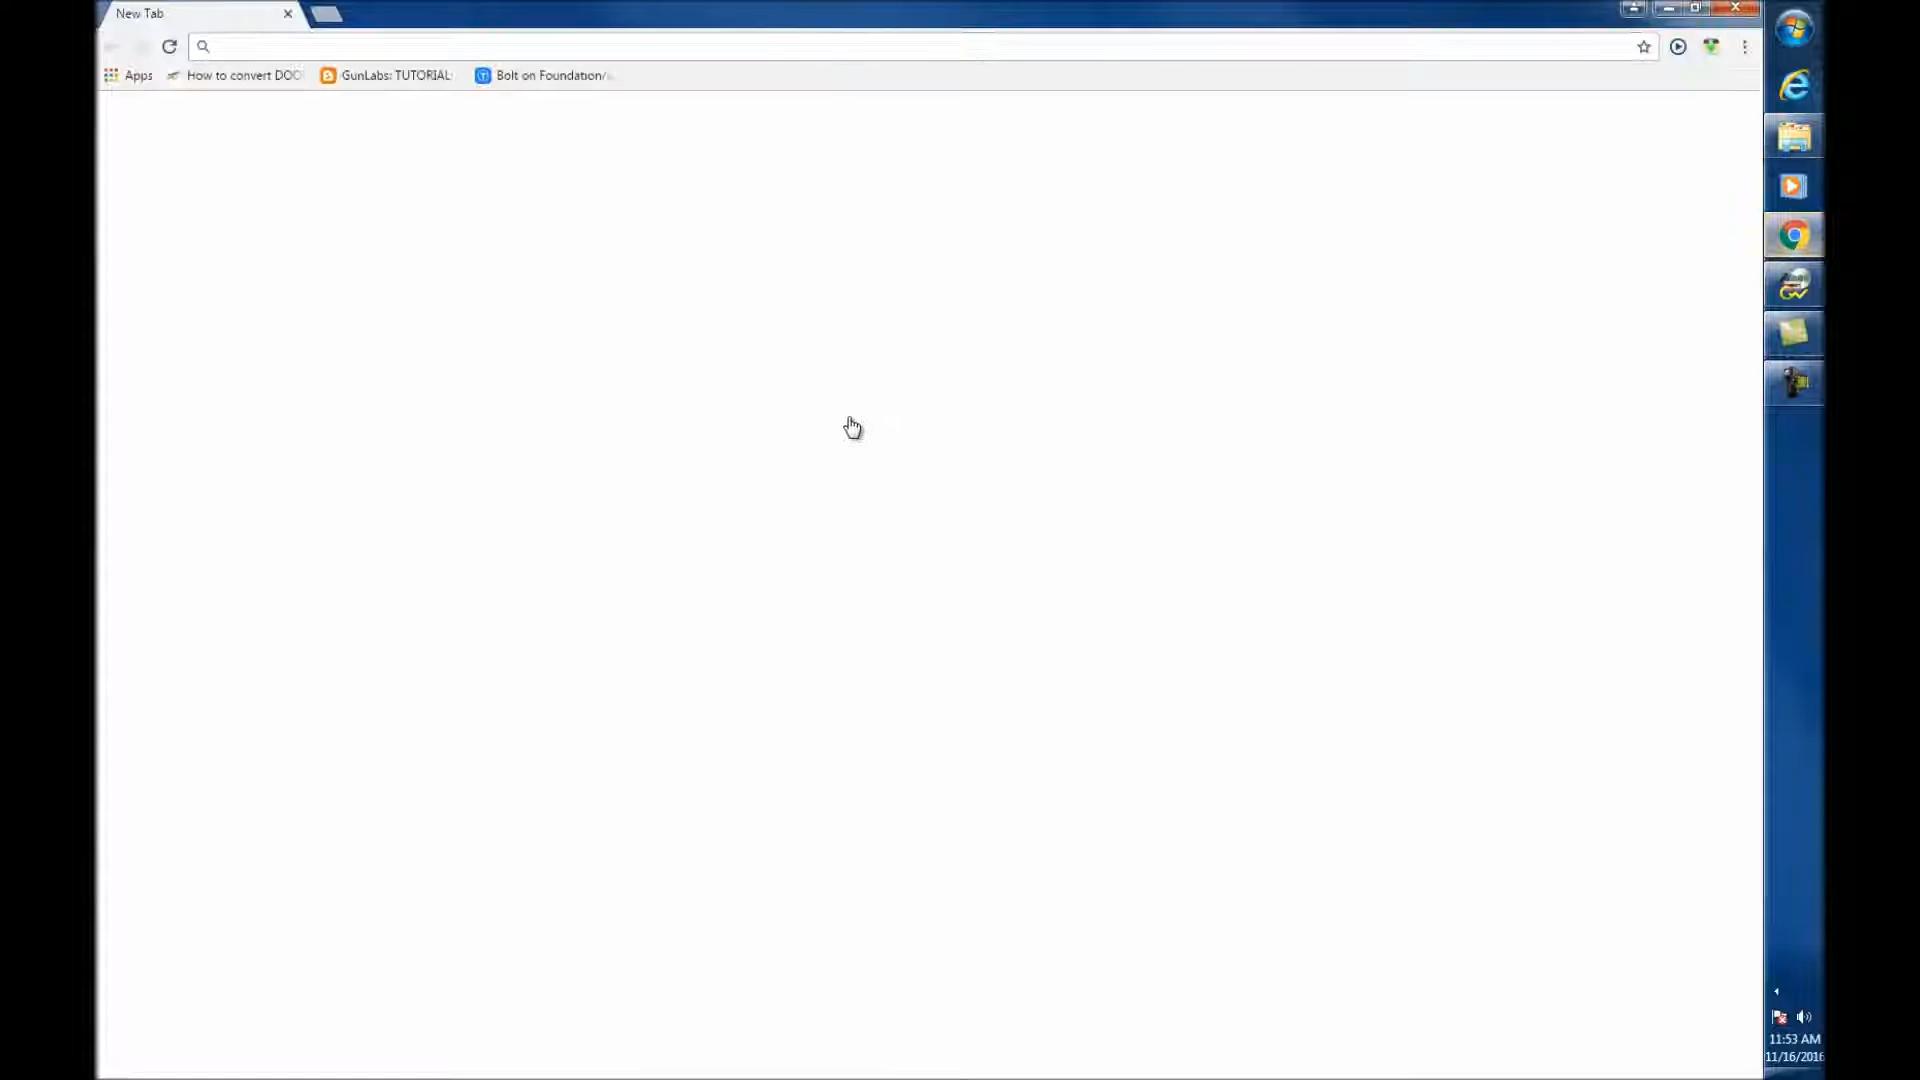 New Tab
Apps
How to convert DOC
GunLabs: TUTORIAL
Bolt on Foundation/
11:53 AM
11/16/2016